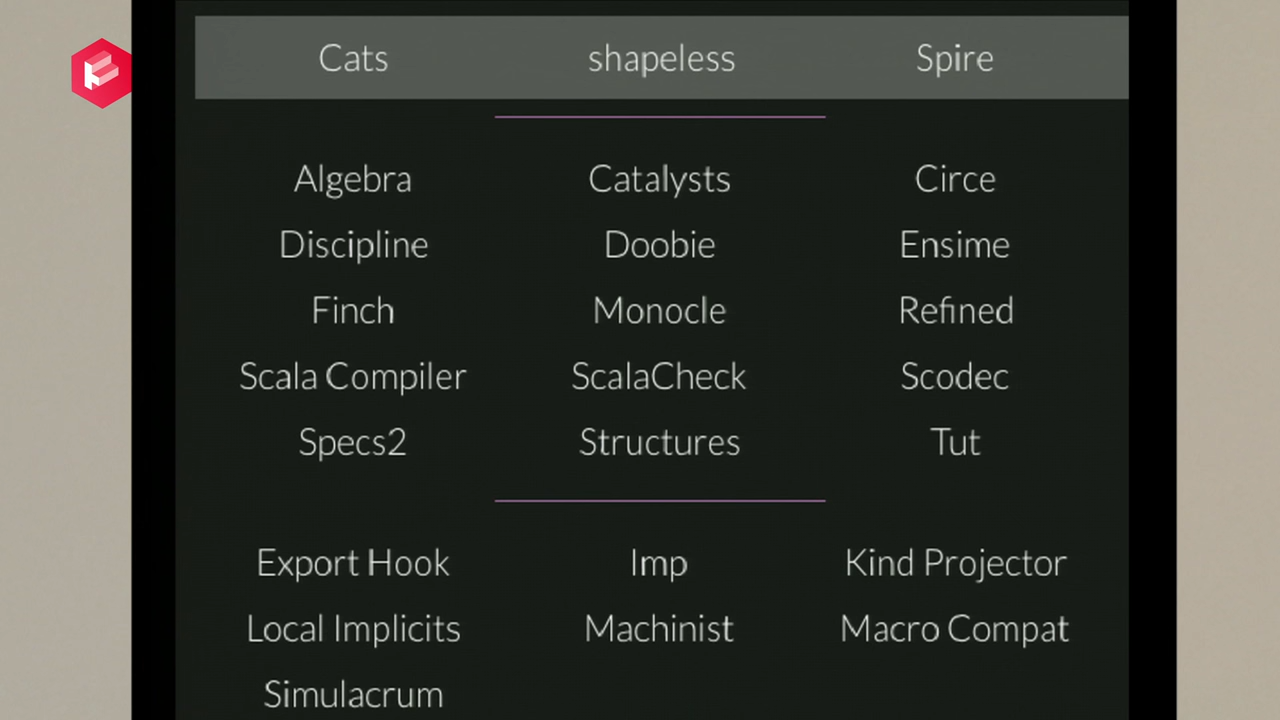 Cats shapeless Spire
Algebra Catalysts Circe
Discipline Doobie Ensime
Finch Monocle Refined
Scala Compiler ScalaCheck Scodec
Specs2 Structures Tut
Export Hook Imp Kind Projector
Local Implicits Machinist Macro Compat
Simulacrum